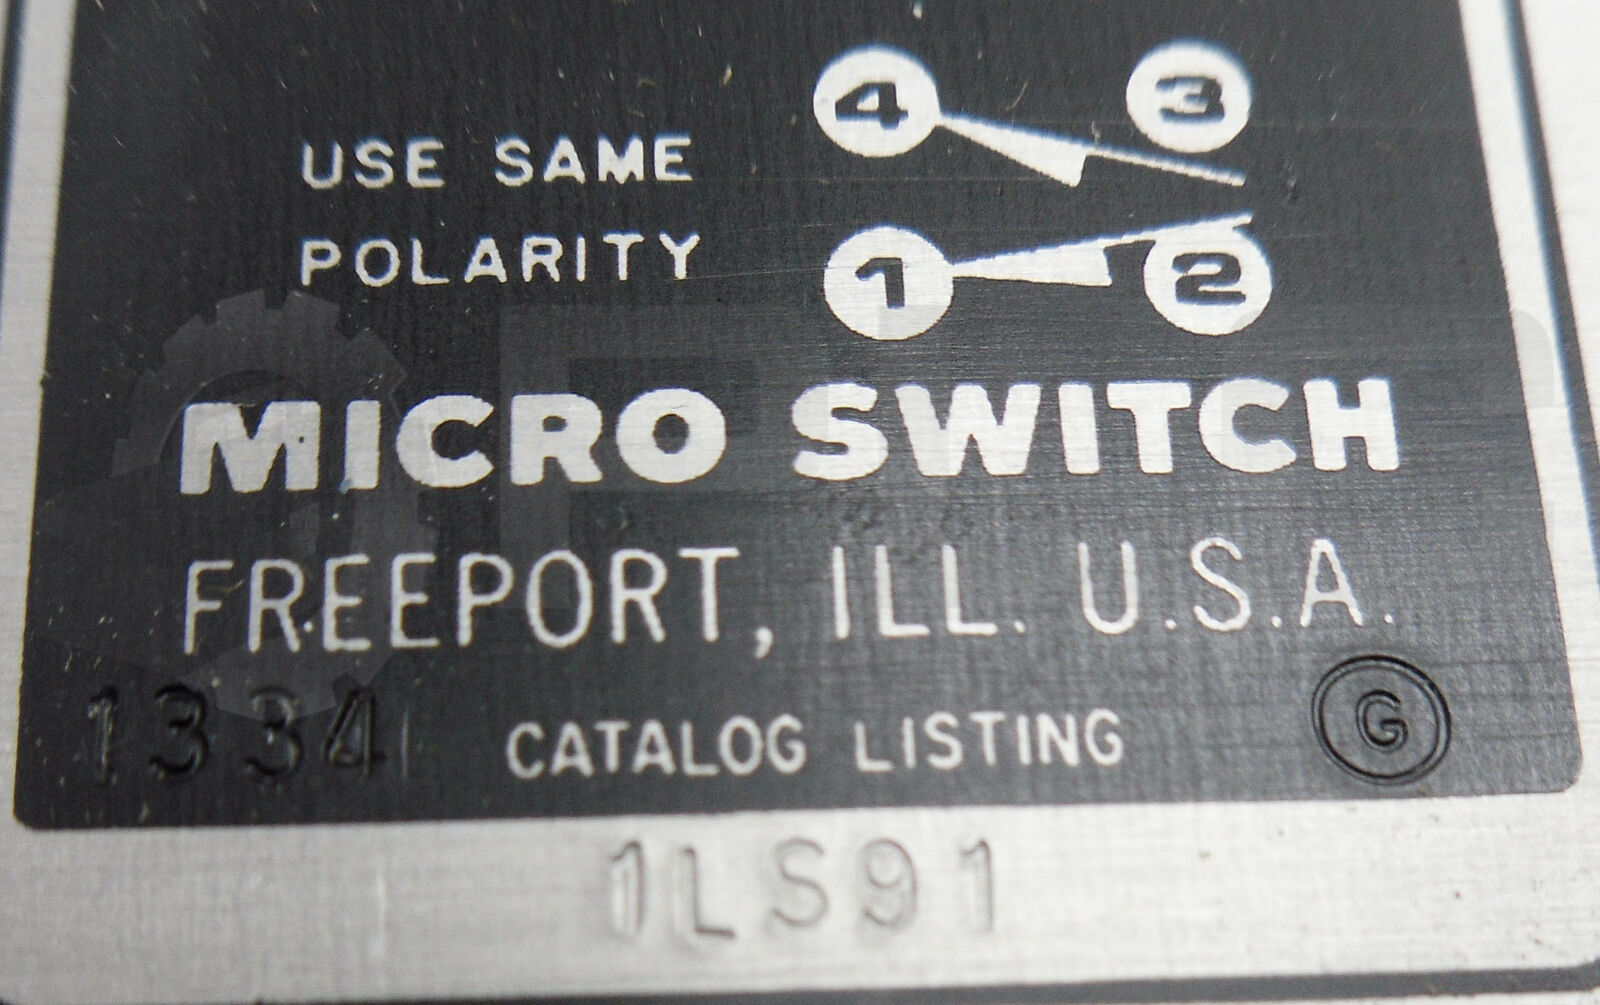 4 3
USE SAME
POLARITY
1 2
MICRO SWITCH
FREEPORT, ILL. U.S.A.
1334 CATALOG LISTING G
1LS91